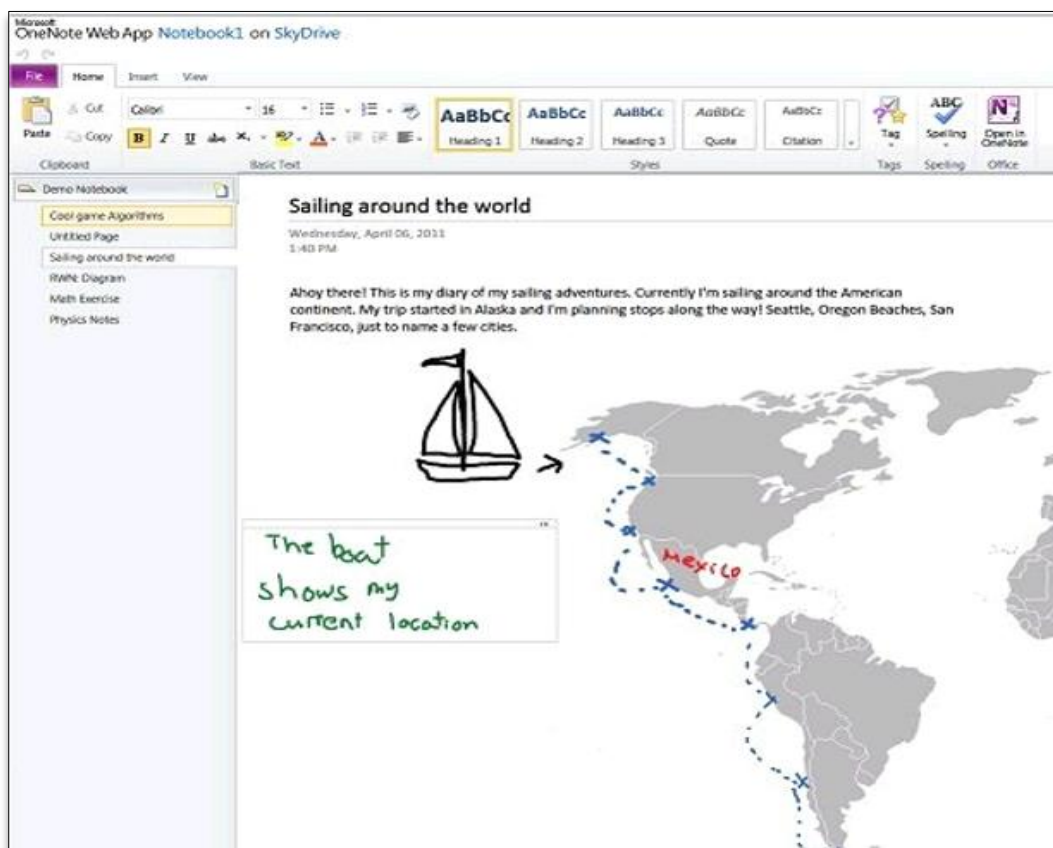 Microsoft
OneNote Web App Notebook1 on SkyDrive
File Home Insert View
Paste Cut Copy
Calibri 16
B I U abc
AaBbCc AaBbCc AaBbCc AaBbCc AaBbCc
Heading 1 Heading 2 Heading 3 Quote Citation
Tag
ABC
Spelling
Open in OneNote
Clipboard Basic Text Styles Tags Spelling Office
Demo Notebook
Cool game Algorithms
Untitled Page
Sailing around the world
RWN: Diagram
Math Exercise
Physics Notes
Sailing around the world
Wednesday, April 06, 2011
1:40 PM
Ahoy there! This is my diary of my sailing adventures. Currently I'm sailing around the American
continent. My trip started in Alaska and I'm planning stops along the way! Seattle, Oregon Beaches, San
Francisco, just to name a few cities.
Mexico
The boat
shows my
current location